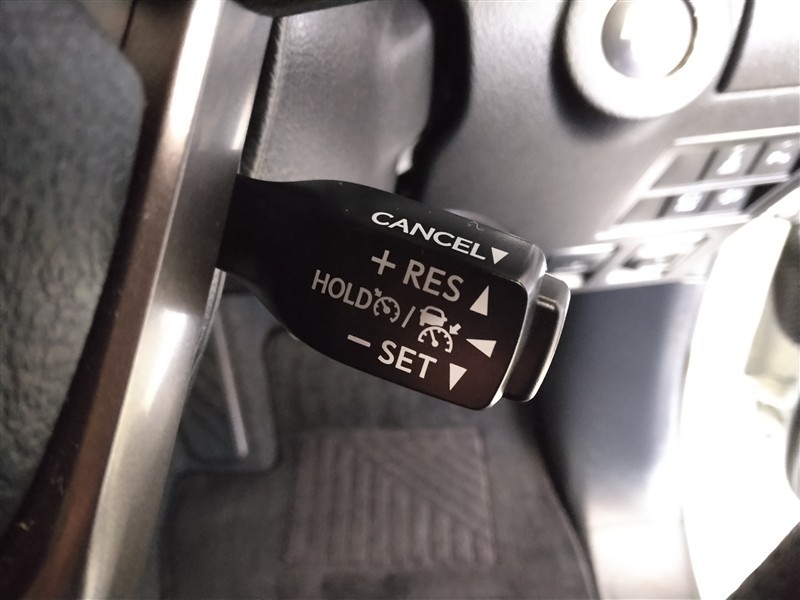 CANCEL▼
+ RES ▲
HOLD /
− SET ▼